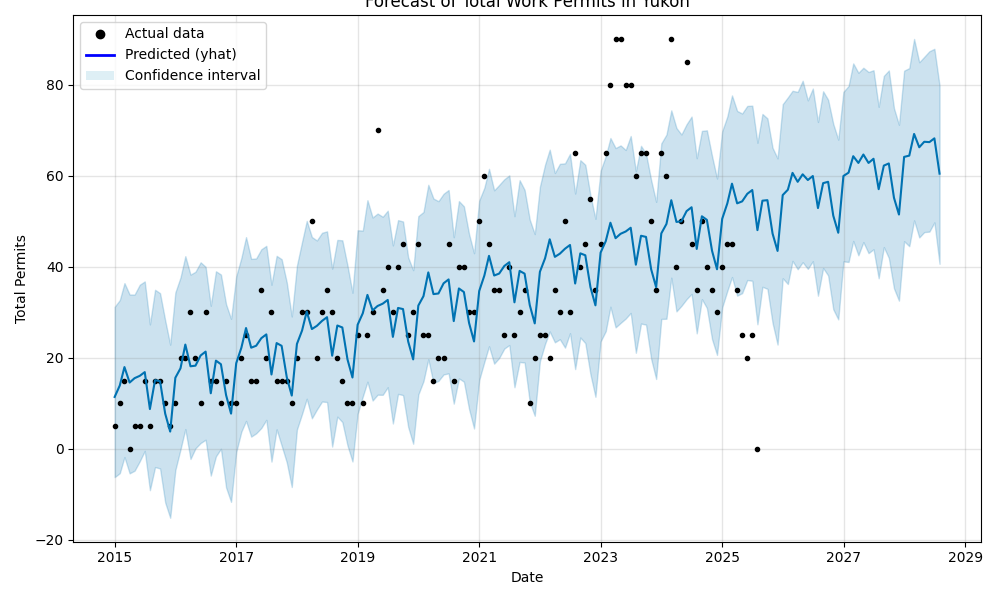 Forecast of Total Work Permits in Yukon
Actual data
Predicted (yhat)
Confidence interval
Total Permits
80
60
40
20
0
−20
2015 2017 2019 2021 2023 2025 2027 2029
Date